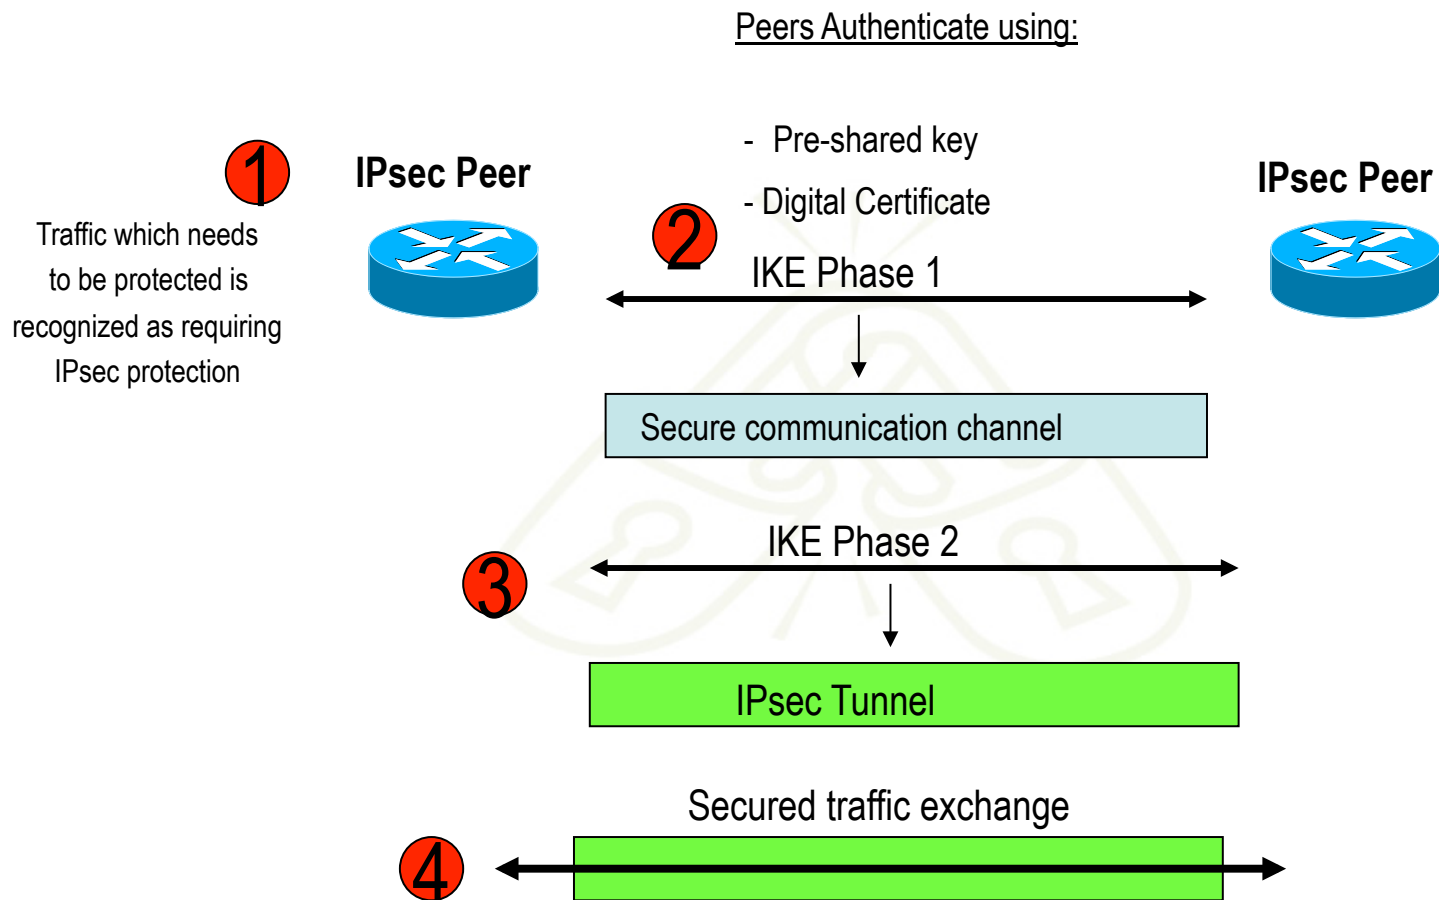 Peers Authenticate using:
1
IPsec Peer
- Pre-shared key
IPsec Peer
- Digital Certificate
2
Traffic which needs
to be protected is
recognized as requiring
IPsec protection
IKE Phase 1
Secure communication channel
IKE Phase 2
3
IPsec Tunnel
Secured traffic exchange
4